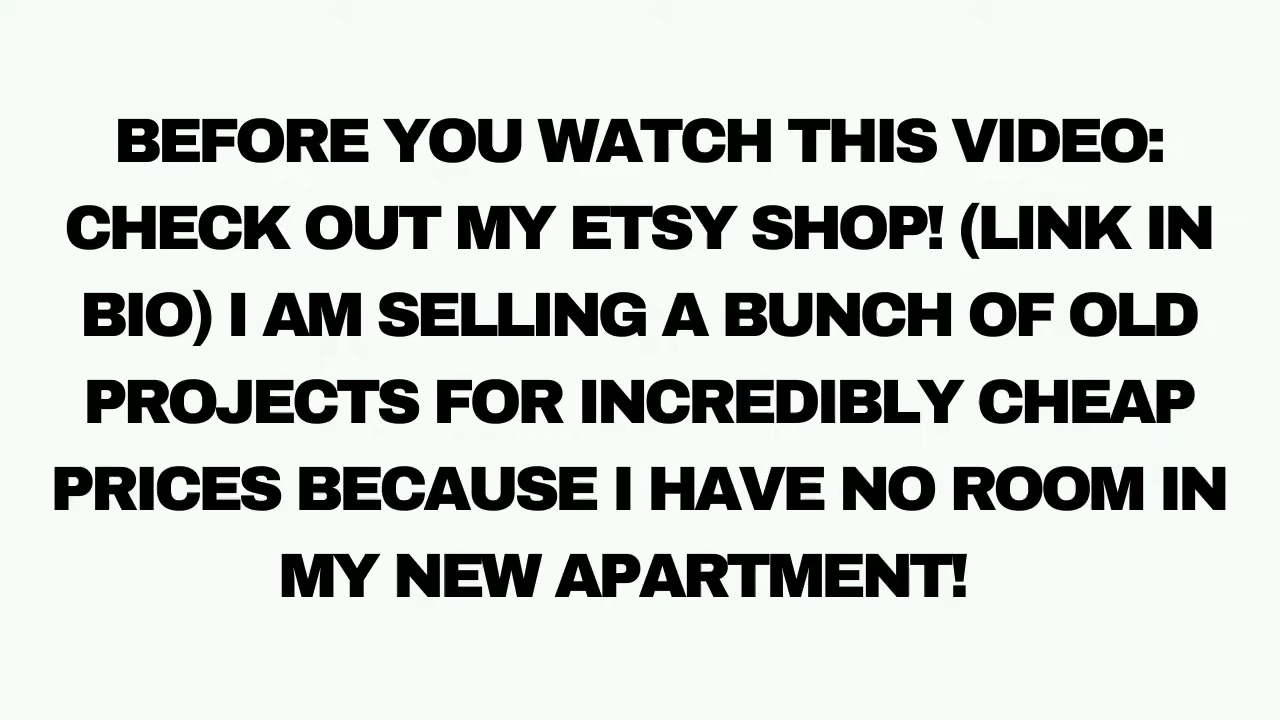 BEFORE YOU WATCH THIS VIDEO:
CHECK OUT MY ETSY SHOP! (LINK IN
BIO) I AM SELLING A BUNCH OF OLD
PROJECTS FOR INCREDIBLY CHEAP
PRICES BECAUSE I HAVE NO ROOM IN
MY NEW APARTMENT!